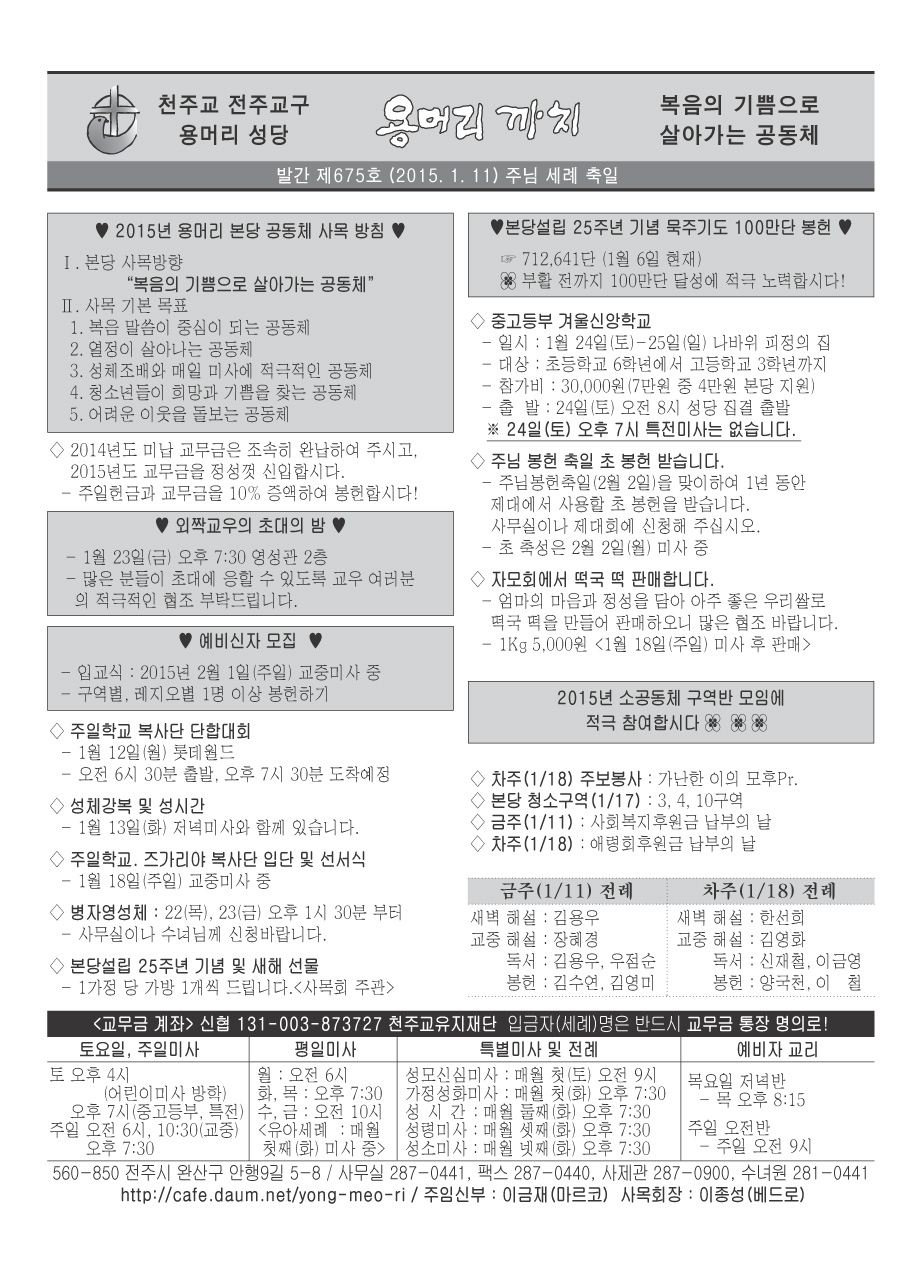 천주교 전주교구
용머리 성당
용머리 까치
복음의 기쁨으로
살아가는 공동체
발간 제675호 (2015. 1. 11) 주님 세례 축일
♥ 2015년 용머리 본당 공동체 사목 방침 ♥
Ⅰ. 본당 사목방향
“복음의 기쁨으로 살아가는 공동체”
Ⅱ. 사목 기본 목표
1. 복음 말씀이 중심이 되는 공동체
2. 열정이 살아나는 공동체
3. 성체조배와 매일 미사에 적극적인 공동체
4. 청소년들이 희망과 기쁨을 찾는 공동체
5. 어려운 이웃을 돌보는 공동체
◇ 2014년도 미납 교무금은 조속히 완납하여 주시고,
2015년도 교무금을 정성껏 신입합시다.
- 주일헌금과 교무금을 10% 증액하여 봉헌합시다!
♥ 외짝교우의 초대의 밤 ♥
- 1월 23일(금) 오후 7:30 영성관 2층
- 많은 분들이 초대에 응할 수 있도록 교우 여러분
의 적극적인 협조 부탁드립니다.
♥ 예비신자 모집 ♥
- 입교식 : 2015년 2월 1일(주일) 교중미사 중
- 구역별, 레지오별 1명 이상 봉헌하기
◇ 주일학교 복사단 단합대회
- 1월 12일(월) 롯데월드
- 오전 6시 30분 출발, 오후 7시 30분 도착예정
◇ 성체강복 및 성시간
- 1월 13일(화) 저녁미사와 함께 있습니다.
◇ 주일학교. 즈가리야 복사단 입단 및 선서식
- 1월 18일(주일) 교중미사 중
◇ 병자영성체 : 22(목), 23(금) 오후 1시 30분 부터
- 사무실이나 수녀님께 신청바랍니다.
◇ 본당설립 25주년 기념 및 새해 선물
- 1가정 당 가방 1개씩 드립니다.<사목회 주관>
♥본당설립 25주년 기념 묵주기도 100만단 봉헌 ♥
☞ 712,641단 (1월 6일 현재)
부활 전까지 100만단 달성에 적극 노력합시다!
◇ 중고등부 겨울신앙학교
- 일시 : 1월 24일(토)-25일(일) 나바위 피정의 집
- 대상 : 초등학교 6학년에서 고등학교 3학년까지
- 참가비 : 30,000원(7만원 중 4만원 본당 지원)
- 출 발 : 24일(토) 오전 8시 성당 집결 출발
※ 24일(토) 오후 7시 특전미사는 없습니다.
◇ 주님 봉헌 축일 초 봉헌 받습니다.
- 주님봉헌축일(2월 2일)을 맞이하여 1년 동안
제대에서 사용할 초 봉헌을 받습니다.
사무실이나 제대회에 신청해 주십시오.
- 초 축성은 2월 2일(월) 미사 중
◇ 자모회에서 떡국 떡 판매합니다.
- 엄마의 마음과 정성을 담아 아주 좋은 우리쌀로
떡국 떡을 만들어 판매하오니 많은 협조 바랍니다.
- 1Kg 5,000원 <1월 18일(주일) 미사 후 판매>
2015년 소공동체 구역반 모임에
적극 참여합시다
◇ 차주(1/18) 주보봉사 : 가난한 이의 모후Pr.
◇ 본당 청소구역(1/17) : 3, 4, 10구역
◇ 금주(1/11) : 사회복지후원금 납부의 날
◇ 차주(1/18) : 애명회후원금 납부의 날
금주(1/11) 전례 차주(1/18) 전례
새벽 해설 : 김용우 새벽 해설 : 한선희
교중 해설 : 장혜경 교중 해설 : 김영화
독서 : 김용우, 우점순 독서 : 신재철, 이금영
봉헌 : 김수연, 김영미 봉헌 : 양국천, 이 철
<교무금 계좌> 신협 131-003-873727 천주교유지재단 입금자(세례)명은 반드시 교무금 통장 명의로!
토요일, 주일미사 평일미사 특별미사 및 전례 예비자 교리
토 오후 4시
(어린이미사 방학)
오후 7시(중고등부, 특전)
주일 오전 6시, 10:30(교중)
오후 7:30
월 : 오전 6시
화, 목 : 오후 7:30
수, 금 : 오전 10시
<유아세례 : 매월
첫째(화) 미사 중>
성모신심미사 : 매월 첫(토) 오전 9시
가정성화미사 : 매월 첫(화) 오후 7:30
성 시 간 : 매월 둘째(화) 오후 7:30
성령미사 : 매월 셋째(화) 오후 7:30
성소미사 : 매월 넷째(화) 오후 7:30
목요일 저녁반
- 목 오후 8:15
주일 오전반
- 주일 오전 9시
560-850 전주시 완산구 안행9길 5-8 / 사무실 287-0441, 팩스 287-0440, 사제관 287-0900, 수녀원 281-0441
http://cafe.daum.net/yong-meo-ri / 주임신부 : 이금재(마르코) 사목회장 : 이종성(베드로)